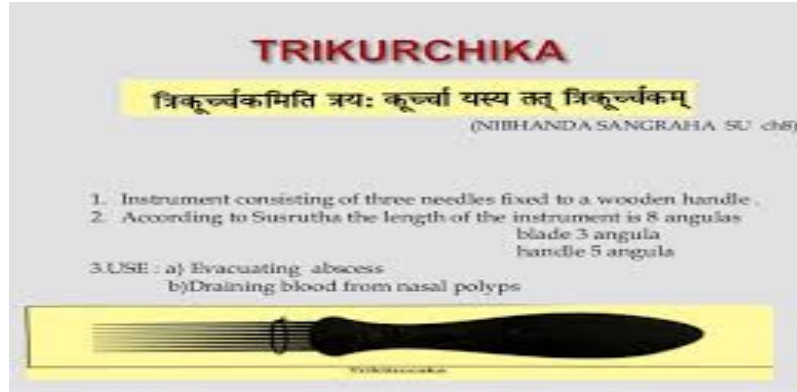 TRIKURCHIKA
त्रिकूर्च्चकमिति त्रयः कूर्च्चा यस्य तत् त्रिकूर्च्चकम्
(NIBHANDA SANGRAHA SU ch8)
1. Instrument consisting of three needles fixed to a wooden handle .
2. According to Susrutha the length of the instrument is 8 angulas
blade 3 angula
handle 5 angula
3.USE : a) Evacuating abscess
b)Draining blood from nasal polyps